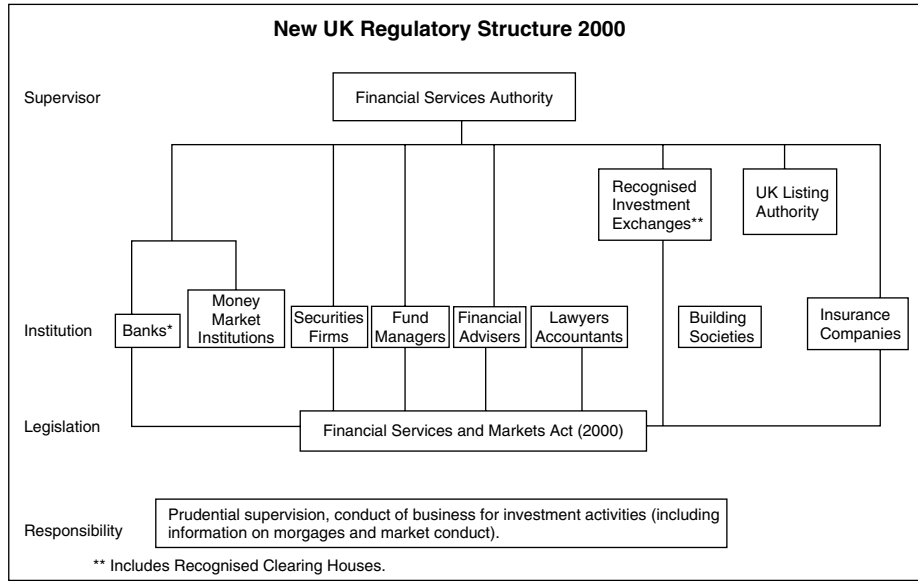 New UK Regulatory Structure 2000
Supervisor
Financial Services Authority
Recognised
Investment
Exchanges**
UK Listing
Authority
Institution
Banks*
Money
Market
Institutions
Securities
Firms
Fund
Managers
Financial
Advisers
Lawyers
Accountants
Building
Societies
Insurance
Companies
Legislation
Financial Services and Markets Act (2000)
Responsibility
Prudential supervision, conduct of business for investment activities (including
information on morgages and market conduct).
** Includes Recognised Clearing Houses.